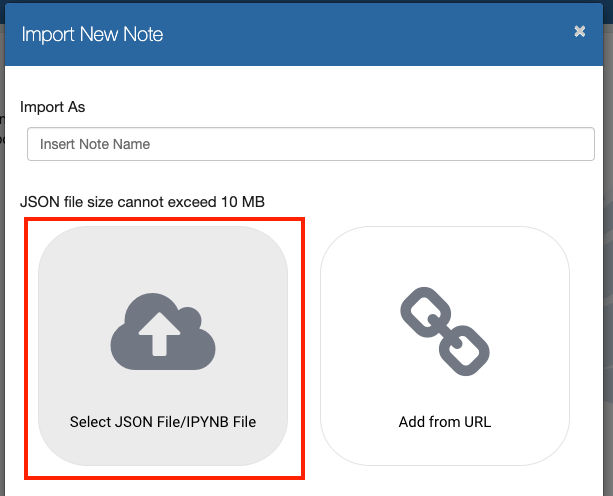 Import New Note
Import As
Insert Note Name
JSON file size cannot exceed 10 MB
Select JSON File/IPYNB File
Add from URL